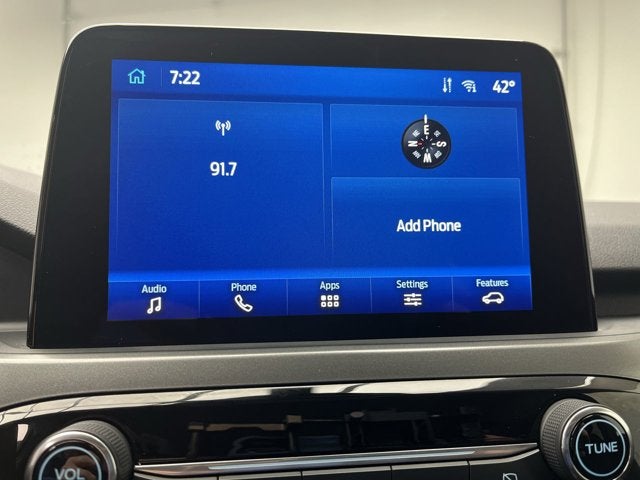 7:22
42°
91.7
E
N S
W
Add Phone
Audio
Phone
Apps
Settings
Features
VOL
TUNE